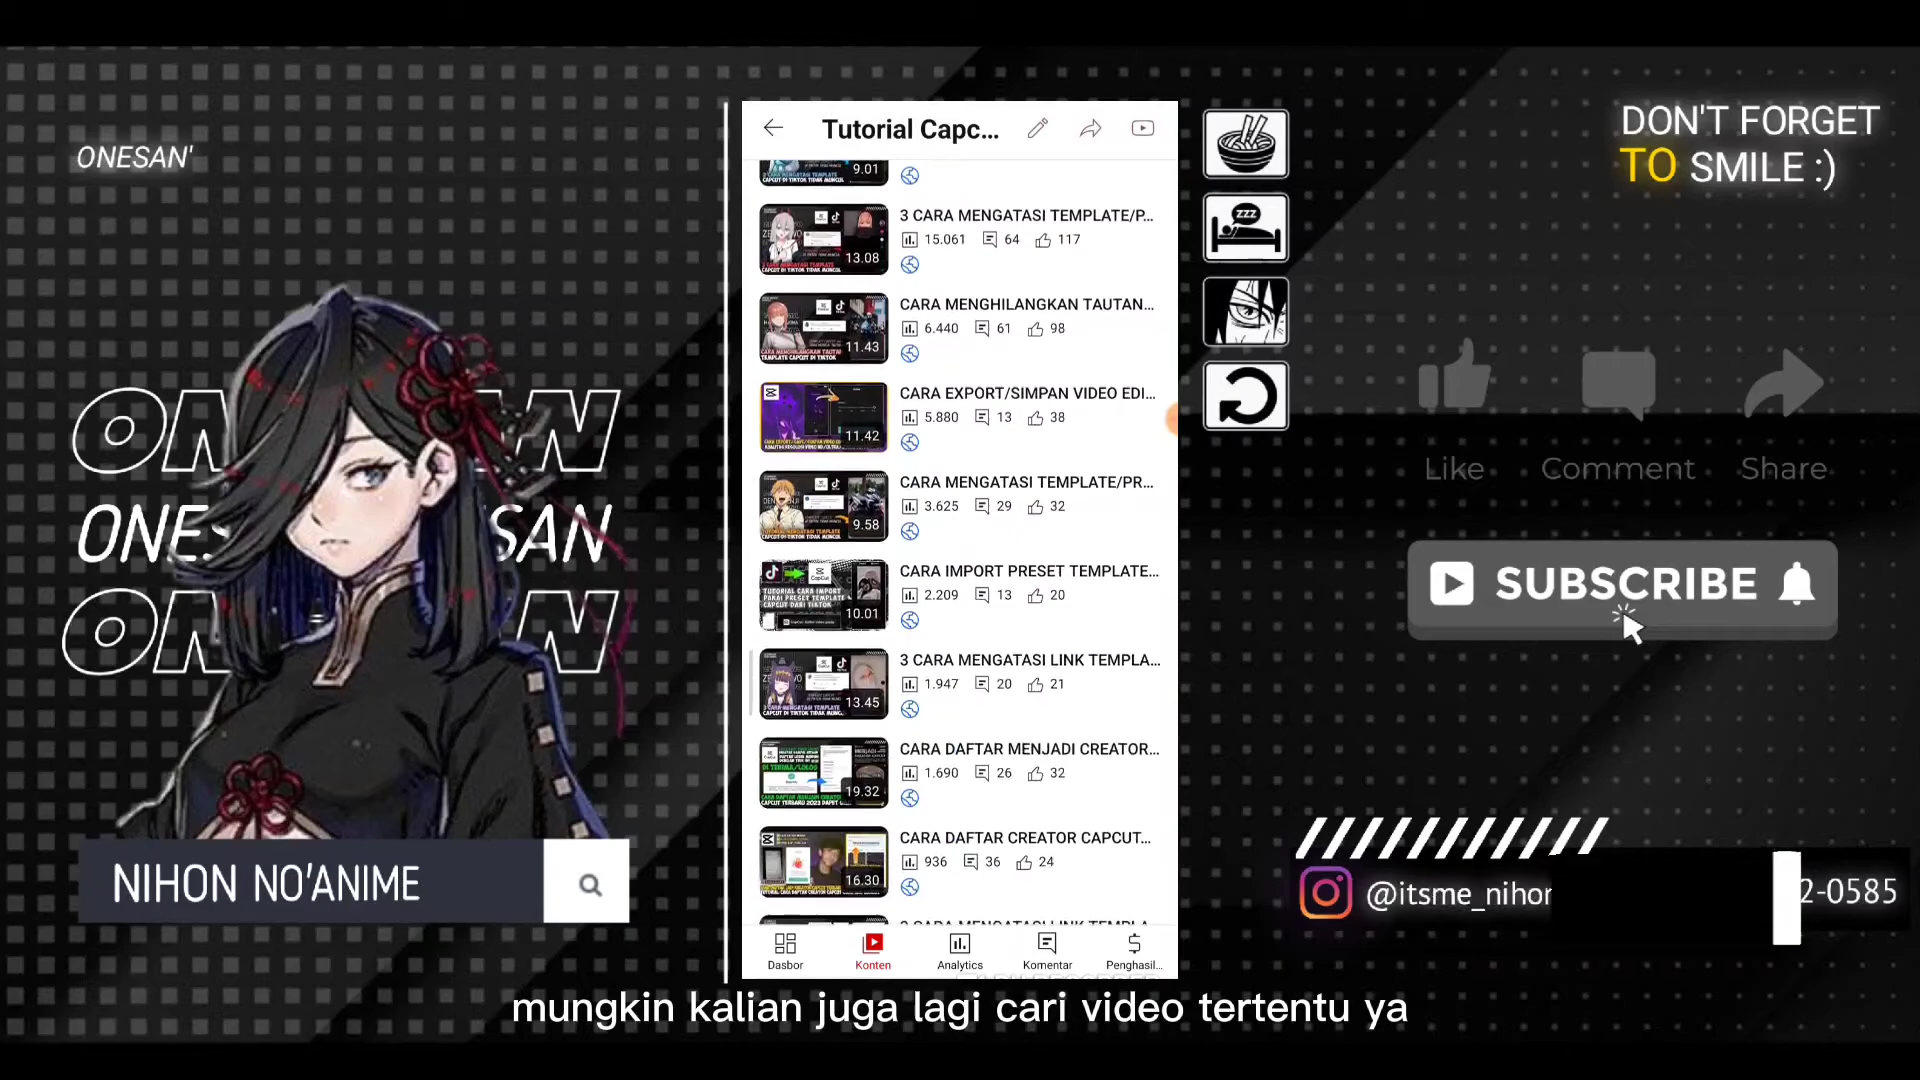 ONESAN'
NIHON NO'ANIME
Tutorial Capc...
9.01
3 CARA MENGATASI TEMPLATE/P...
15.061 64 117
13.08
CARA MENGHILANGKAN TAUTAN...
6.440 61 98
11.43
CARA EXPORT/SIMPAN VIDEO EDI...
5.880 13 38
11.42
CARA MENGATASI TEMPLATE/PR...
3.625 29 32
9.58
CARA IMPORT PRESET TEMPLATE...
2.209 13 20
10.01
3 CARA MENGATASI LINK TEMPLA...
1.947 20 21
13.45
CARA DAFTAR MENJADI CREATOR...
1.690 26 32
19.32
CARA DAFTAR CREATOR CAPCUT...
936 36 24
16.30
Dasbor
Konten
Analytics
Komentar
Penghasil...
ZZZ
DON'T FORGET
TO SMILE :)
Like
Comment
Share
SUBSCRIBE
@itsme_nihon
2-0585
mungkin kalian juga lagi cari video tertentu ya